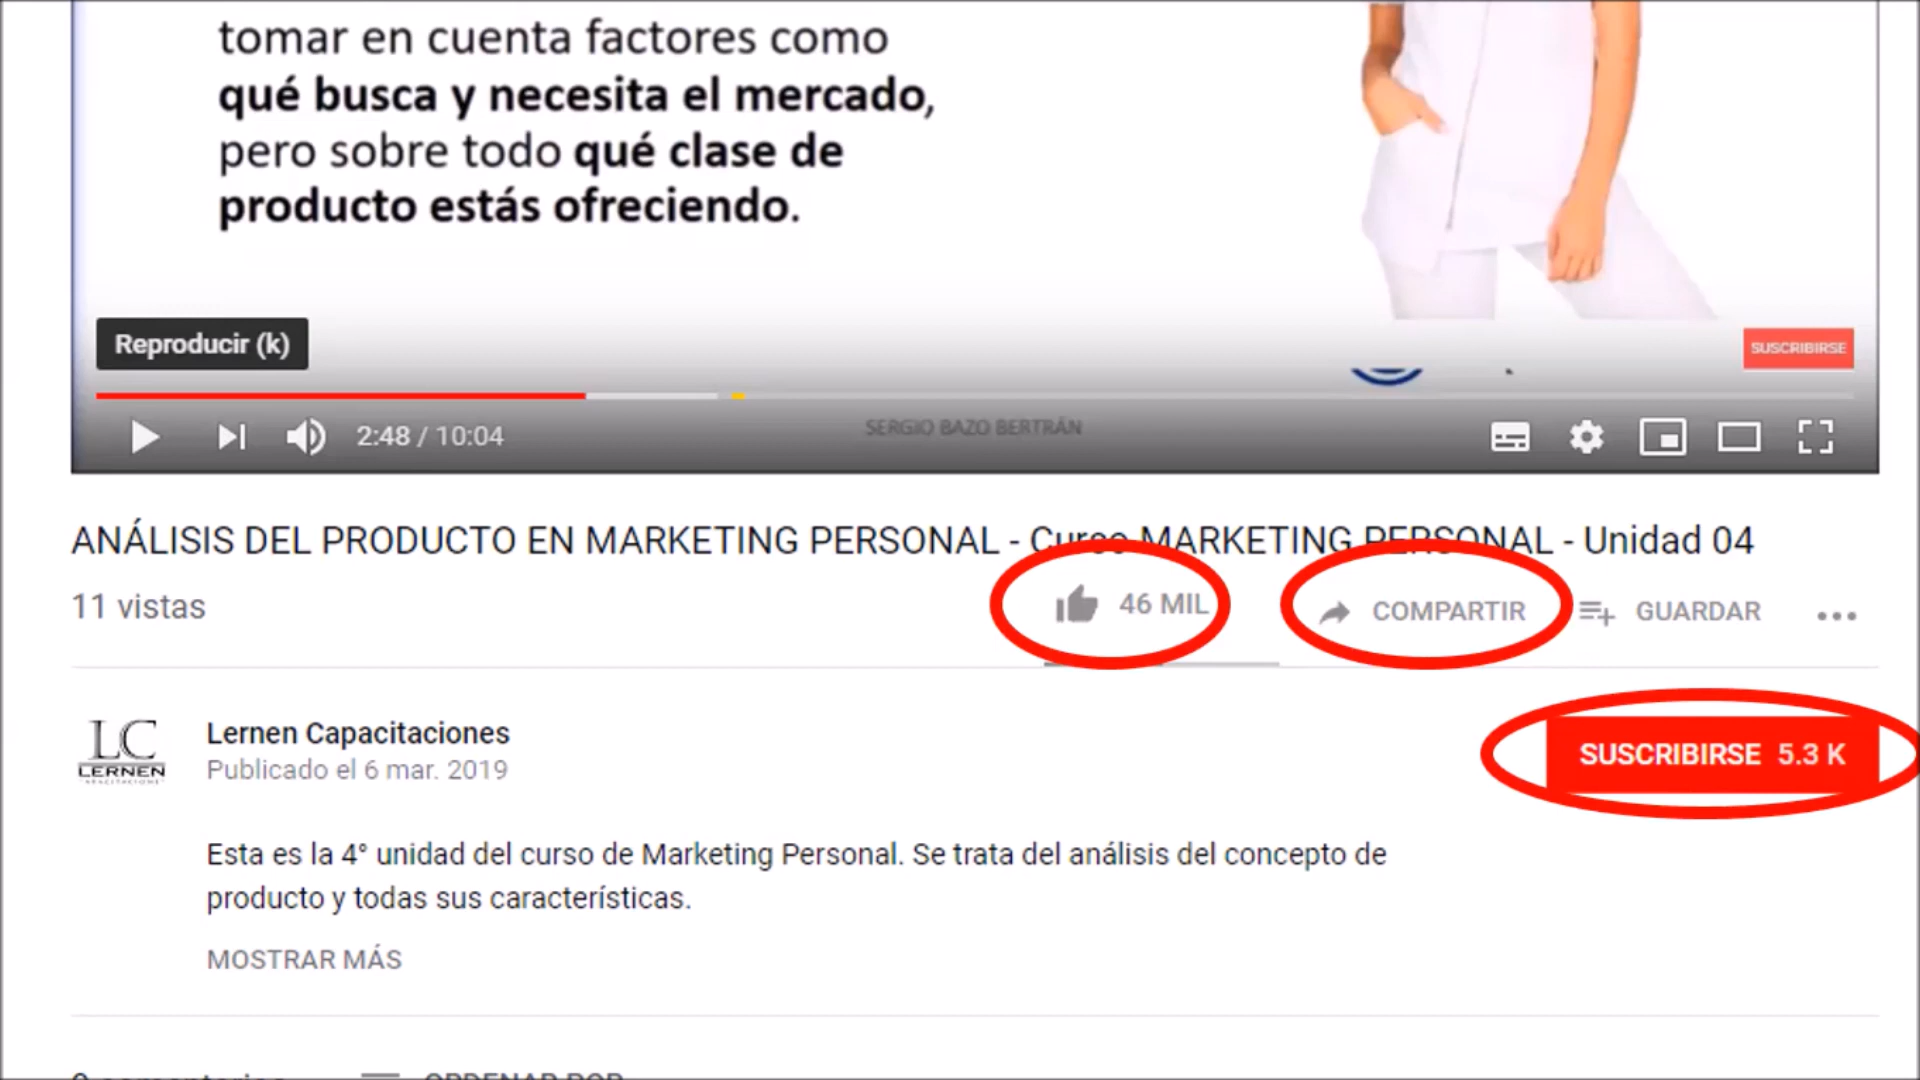 tomar en cuenta factores como
qué busca y necesita el mercado,
pero sobre todo qué clase de
producto estás ofreciendo.
Reproducir (k)
SUSCRIBIRSE
2:48 / 10:04
SERGIO BAZO BERTRÁN
ANÁLISIS DEL PRODUCTO EN MARKETING PERSONAL - Curso MARKETING PERSONAL - Unidad 04
11 vistas
46 MIL
COMPARTIR
GUARDAR
LC
LERNEN
Lernen Capacitaciones
Publicado el 6 mar. 2019
SUSCRIBIRSE 5.3 K
Esta es la 4° unidad del curso de Marketing Personal. Se trata del análisis del concepto de
producto y todas sus características.
MOSTRAR MÁS
ORDENAR POR